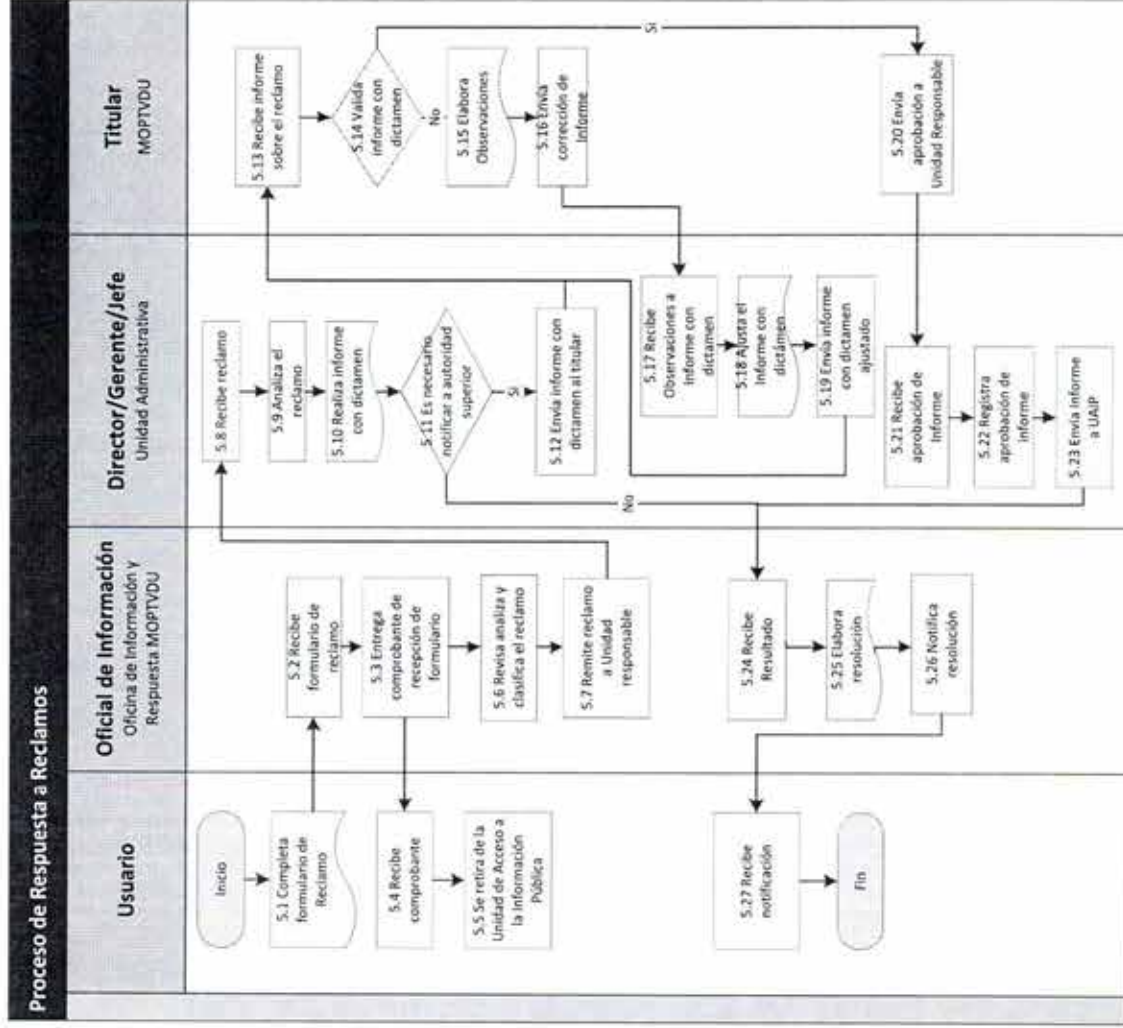 Proceso de Respuesta a Reclamos
Usuario
Oficial de Información
Oficina de Información y
Respuesta MOPTVDU
Director/Gerente/Jefe
Unidad Administrativa
Titular
MOPTVDU
Inicio
5.1 Completa
formulario de
Reclamo
5.2 Recibe
formulario de
reclamo
5.3 Entrega
comprobante de
recepción de
formulario
5.4 Recibe
comprobante
5.5 Se retira de la
Unidad de Acceso a
la Información
Pública
5.6 Revisa analiza y
clasifica el reclamo
5.7 Remite reclamo
a Unidad
responsable
5.8 Recibe reclamo
5.9 Analiza el
reclamo
5.10 Realiza informe
con dictamen
5.11 Es necesario
notificar a autoridad
superior
Si
No
5.12 Envía informe con
dictamen al titular
5.13 Recibe informe
sobre el reclamo
5.14 Valida
informe con
dictamen
Si
No
5.15 Elabora
Observaciones
5.16 Envía
corrección de
Informe
5.17 Recibe
Observaciones a
Informe con
dictamen
5.18 Ajusta el
Informe con
dictámen
5.19 Envía informe
con dictamen
ajustado
5.20 Envía
aprobación a
Unidad Responsable
5.21 Recibe
aprobación de
Informe
5.22 Registra
aprobación de
informe
5.23 Envía informe
a UAIP
5.24 Recibe
Resultado
5.25 Elabora
resolución
5.26 Notifica
resolución
5.27 Recibe
notificación
Fin